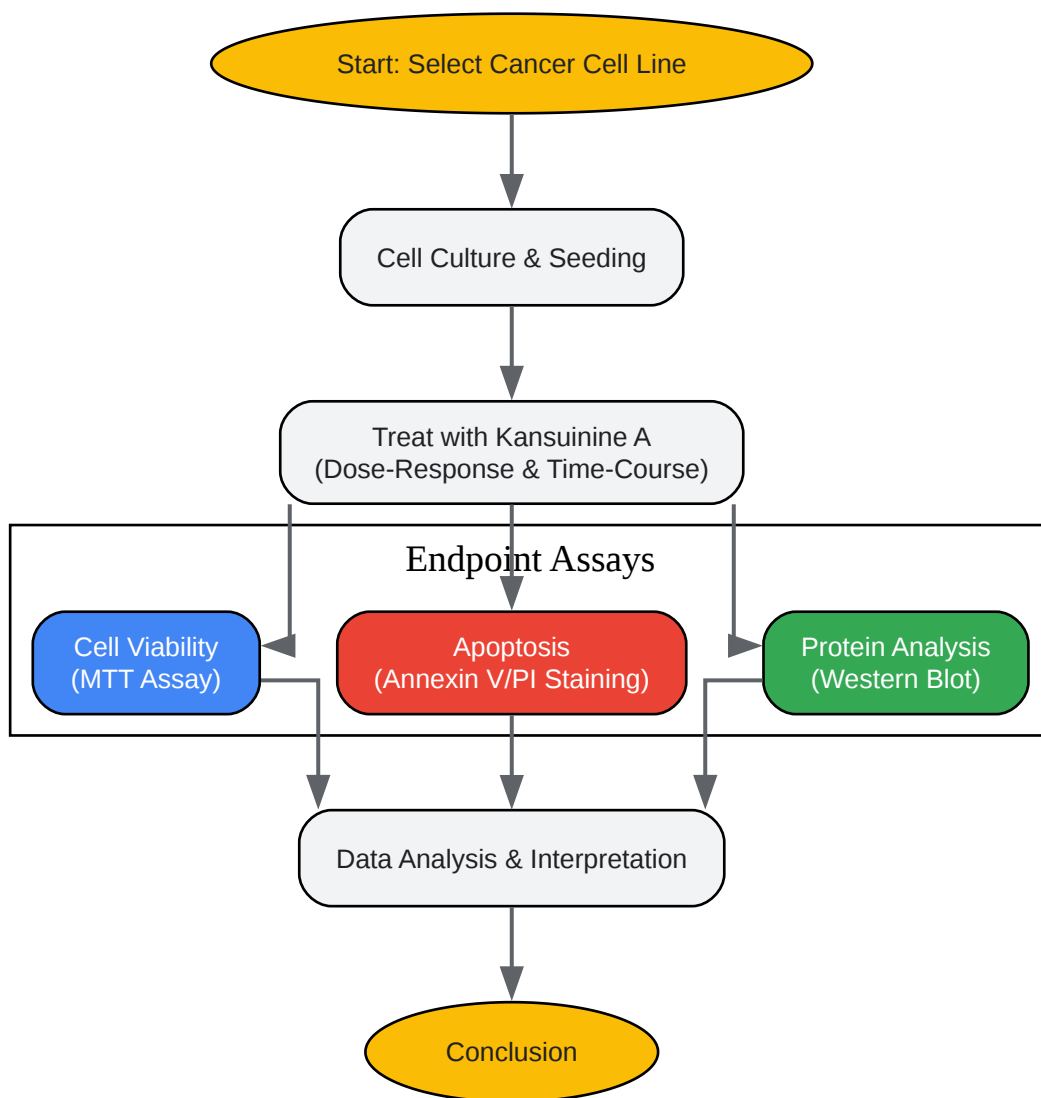 Start: Select Cancer Cell Line
Cell Culture & Seeding
Treat with Kansuinine A
(Dose-Response & Time-Course)
Endpoint Assays
Cell Viability
(MTT Assay)
Apoptosis
(Annexin V/PI Staining)
Protein Analysis
(Western Blot)
Data Analysis & Interpretation
Conclusion